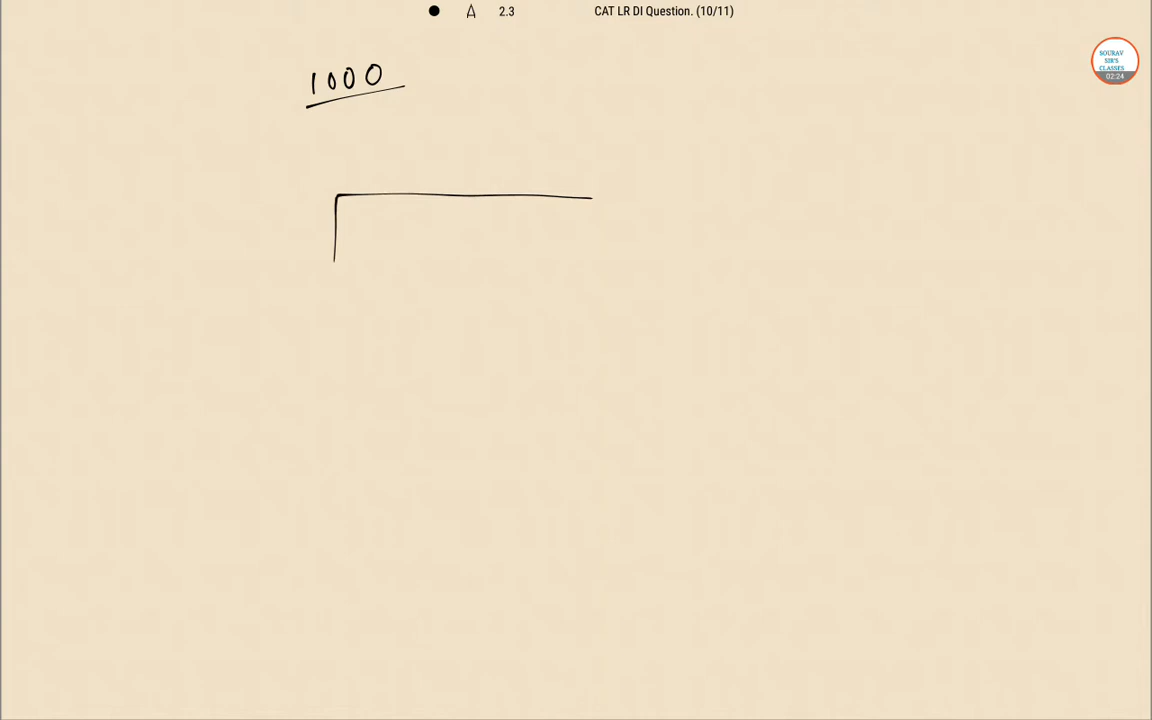 2.3 CAT LR DI Question. (10/11)
SOURAV
SIR'S
CLASSES
02:24
1000